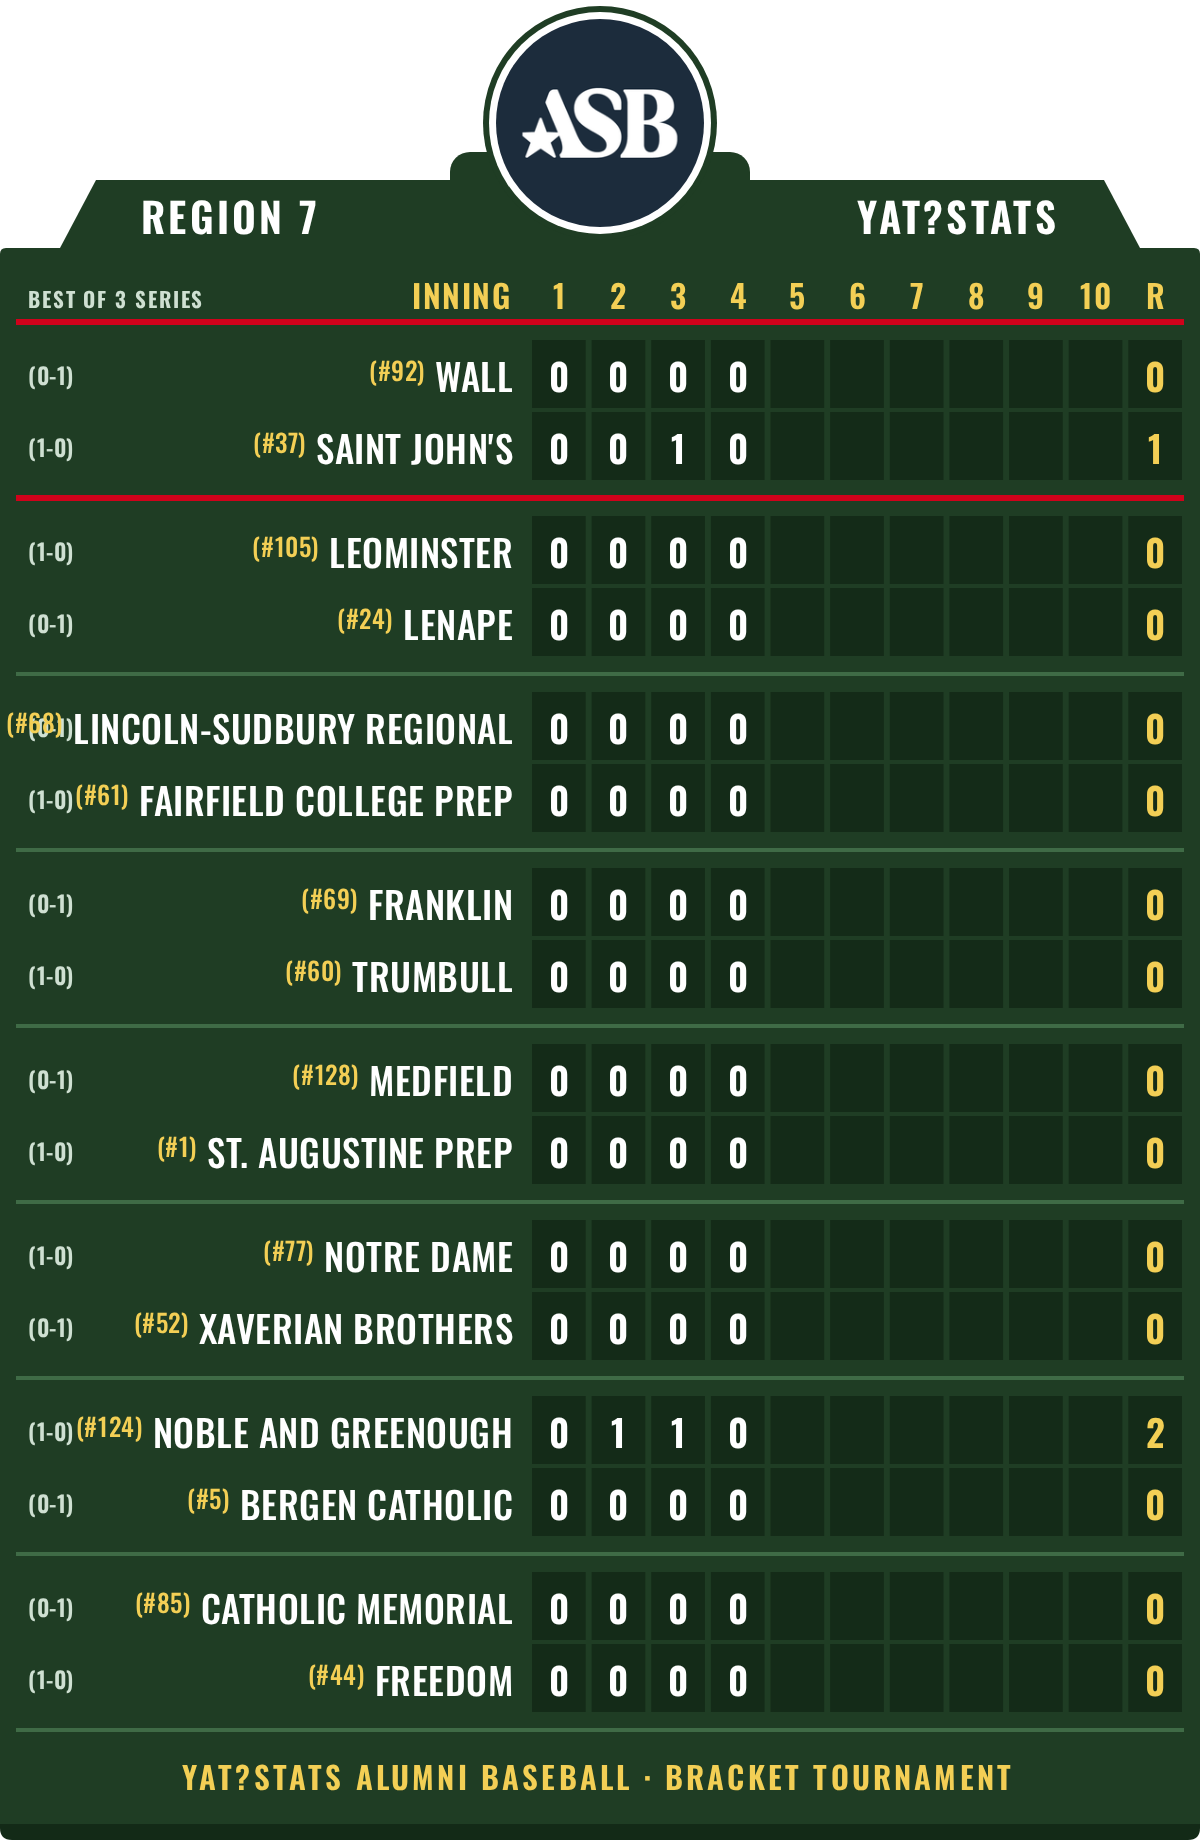 ASB
REGION 7 YAT?STATS
BEST OF 3 SERIES INNING 1 2 3 4 5 6 7 8 9 10 R
(0-1) (#92) WALL 0 0 0 0 0
(1-0) (#37) SAINT JOHN'S 0 0 1 0 1
(1-0) (#105) LEOMINSTER 0 0 0 0 0
(0-1) (#24) LENAPE 0 0 0 0 0
(0-1) (#68) LINCOLN-SUDBURY REGIONAL 0 0 0 0 0
(1-0) (#61) FAIRFIELD COLLEGE PREP 0 0 0 0 0
(0-1) (#69) FRANKLIN 0 0 0 0 0
(1-0) (#60) TRUMBULL 0 0 0 0 0
(0-1) (#128) MEDFIELD 0 0 0 0 0
(1-0) (#1) ST. AUGUSTINE PREP 0 0 0 0 0
(1-0) (#77) NOTRE DAME 0 0 0 0 0
(0-1) (#52) XAVERIAN BROTHERS 0 0 0 0 0
(1-0) (#124) NOBLE AND GREENOUGH 0 1 1 0 2
(0-1) (#5) BERGEN CATHOLIC 0 0 0 0 0
(0-1) (#85) CATHOLIC MEMORIAL 0 0 0 0 0
(1-0) (#44) FREEDOM 0 0 0 0 0
YAT?STATS ALUMNI BASEBALL · BRACKET TOURNAMENT